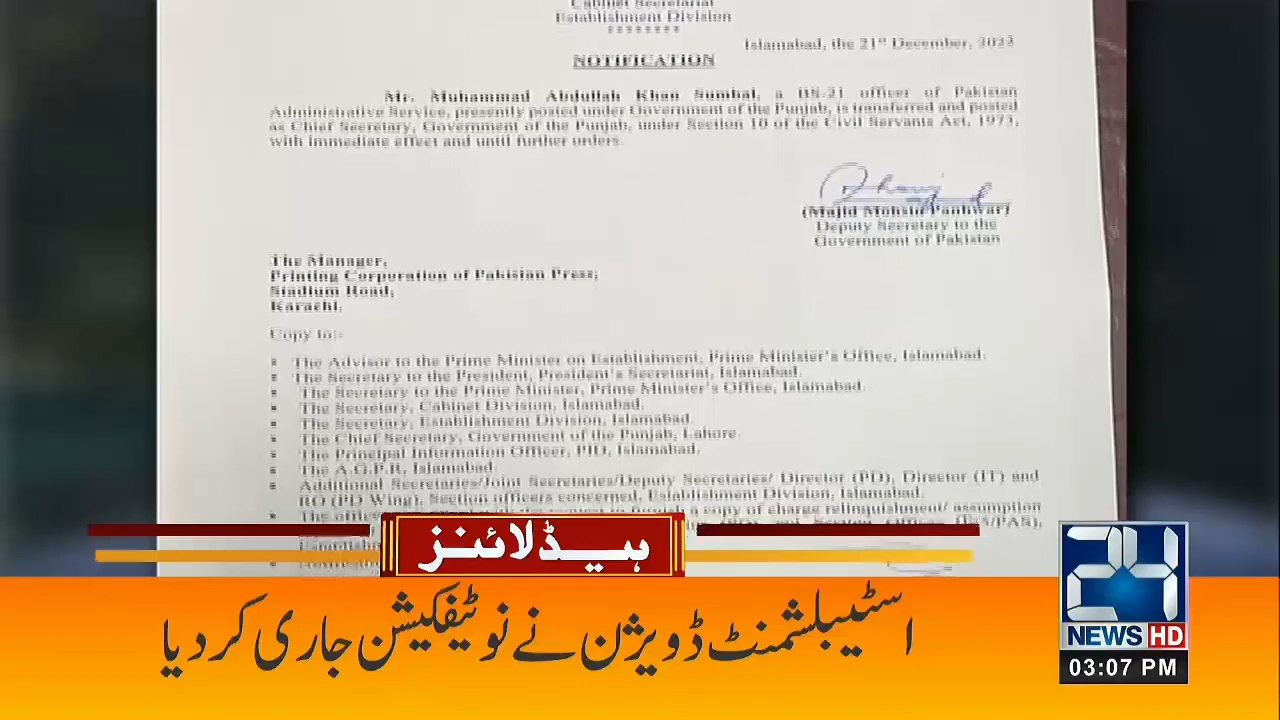 Cabinet Secretariat
Establishment Division
********
Islamabad, the 21st December, 2022
NOTIFICATION
Mr. Muhammad Abdullah Khan Sumbal, a BS-21 officer of Pakistan
Administrative Service, presently posted under Government of the Punjab, is transferred and posted
as Chief Secretary, Government of the Punjab, under Section 10 of the Civil Servants Act, 1973,
with immediate effect and until further orders.
(Majid Mohsin Panhwar)
Deputy Secretary to the
Government of Pakistan
The Manager,
Printing Corporation of Pakistan Press,
Stadium Road,
Karachi.
Copy to:-
The Advisor to the Prime Minister on Establishment, Prime Minister's Office, Islamabad.
The Secretary to the President, President's Secretariat, Islamabad.
The Secretary to the Prime Minister, Prime Minister's Office, Islamabad.
The Secretary, Cabinet Division, Islamabad.
The Secretary, Establishment Division, Islamabad.
The Chief Secretary, Government of the Punjab, Lahore.
The Principal Information Officer, PID, Islamabad.
The A.G.P.R, Islamabad.
Additional Secretaries/Joint Secretaries/Deputy Secretaries/ Director (PD), Director (IT) and
RO (PD Wing), Section officers concerned, Establishment Division, Islamabad.
a copy of charge relinquishment/ assumption
ہیڈلائنز
اسٹیبلشمنٹ ڈویژن نے نوٹیفکیشن جاری کردیا
24
NEWS HD
03:07 PM